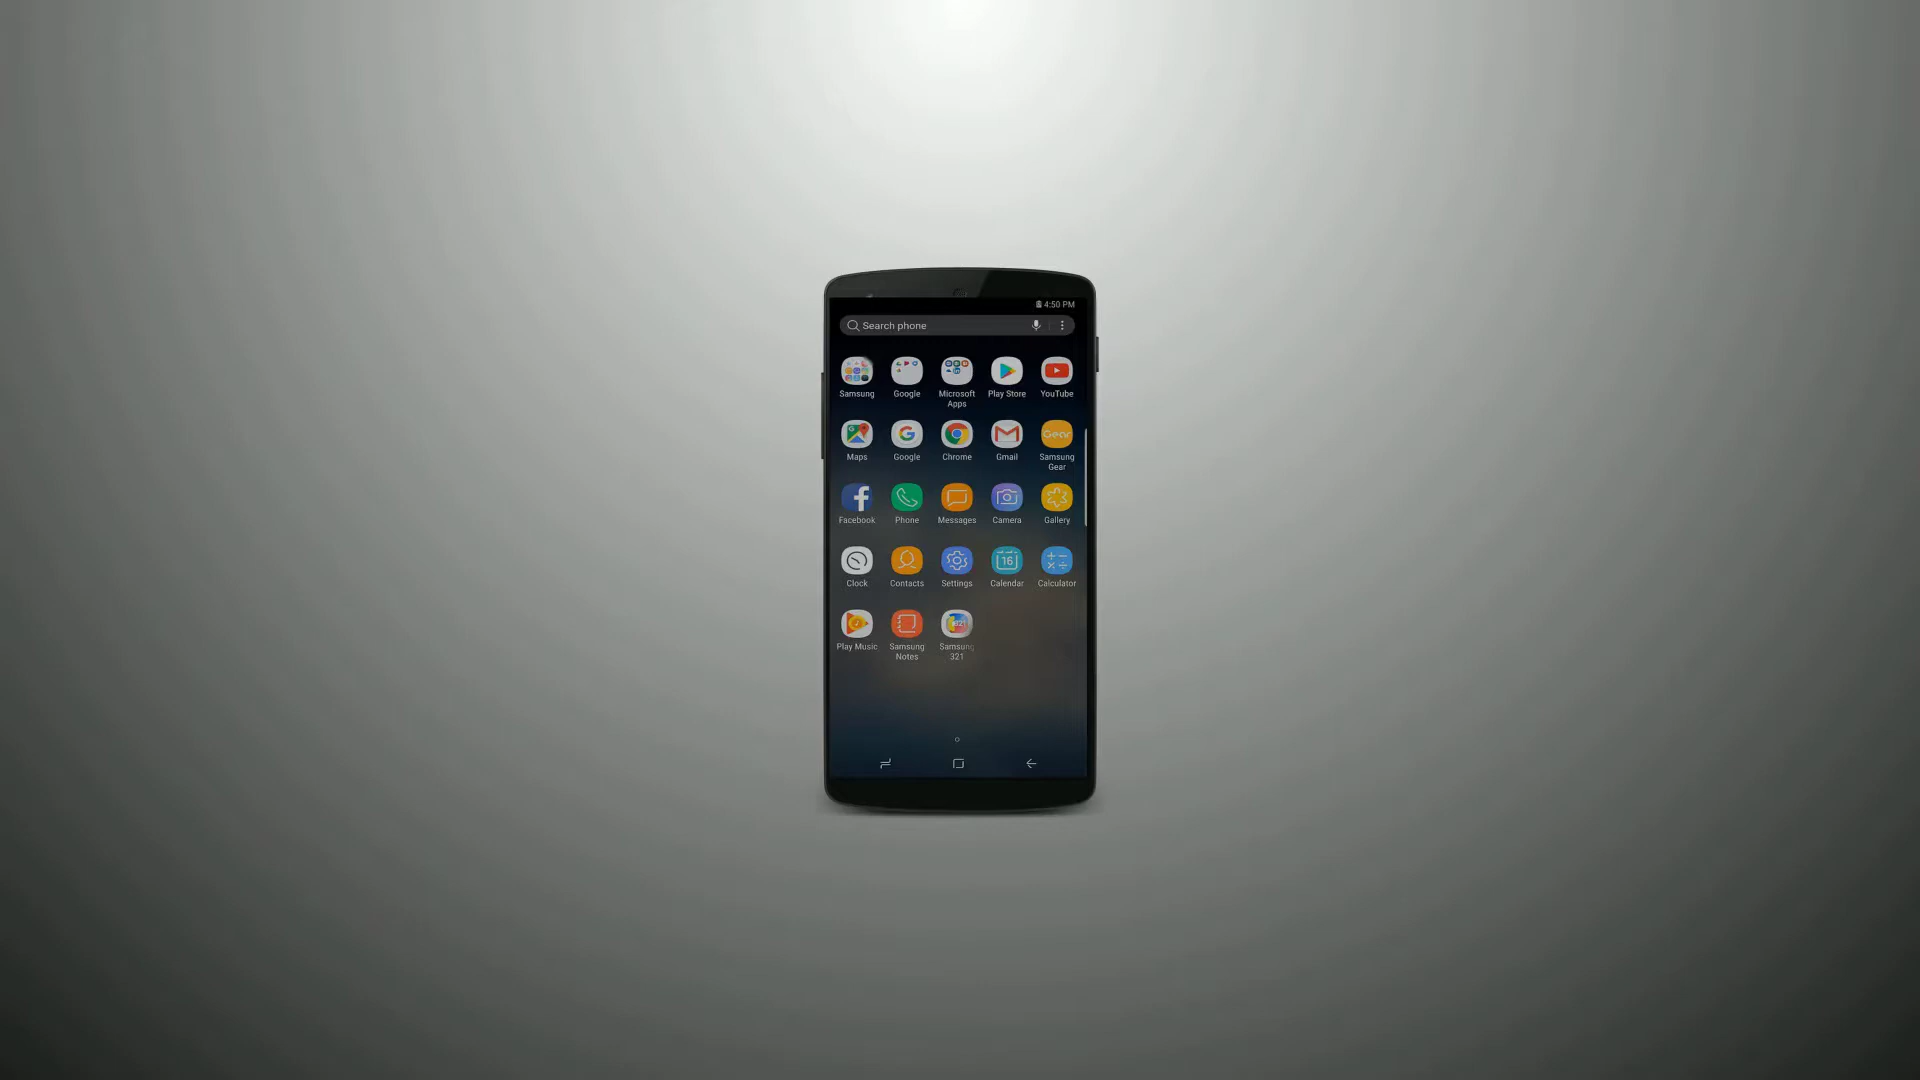 4:50 PM
Search phone
Samsung Google Microsoft Apps Play Store YouTube
Maps Google Chrome Gmail Samsung Gear
Gear
Facebook Phone Messages Camera Gallery
16
Clock Contacts Settings Calendar Calculator
Play Music Samsung Notes Samsung 321